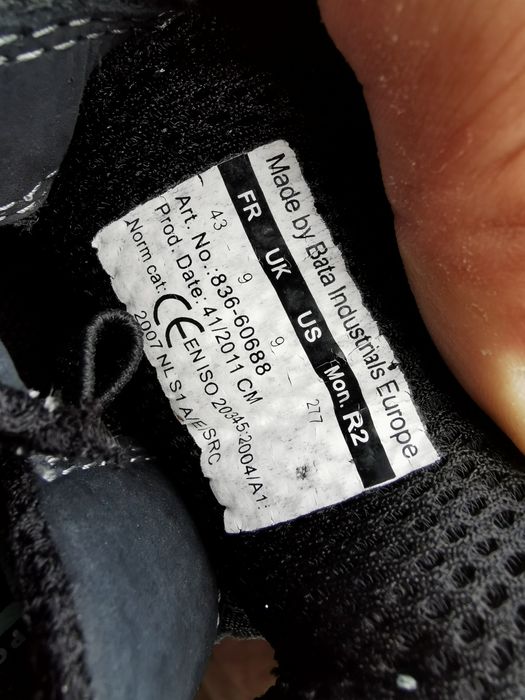 Made by Bata Industrials Europe
FR UK US Mon. R2
43 9 9 277
Art. No.: 836-60688
Prod. Date: 41/2011 CM
Norm cat: CE EN ISO 20345:2004/A1:
2007 NL S1 A/E/SRC